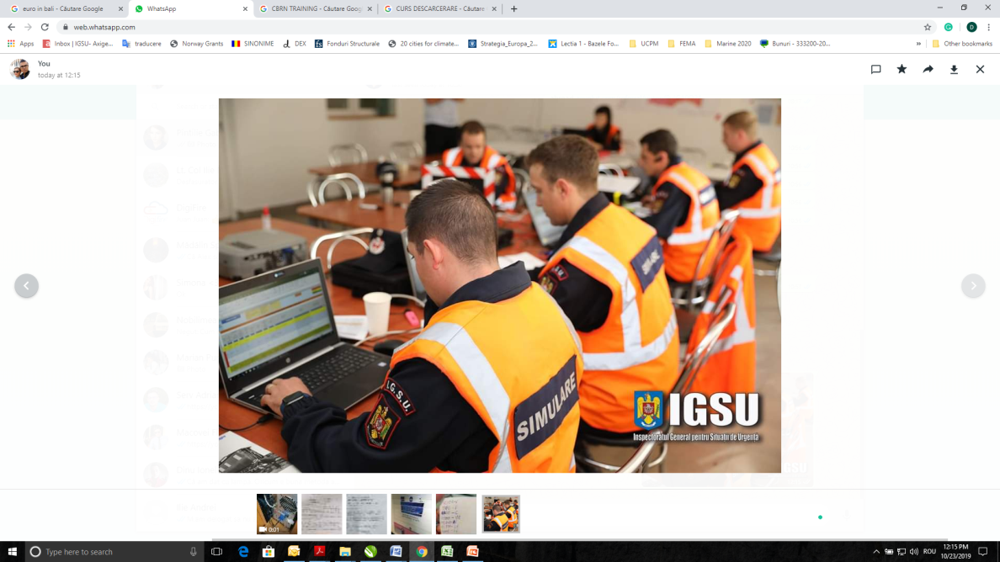 euro in bali - Căutare Google
WhatsApp
CBRN TRAINING - Căutare Goog
CURS DESCARCERARE - Căutare
web.whatsapp.com
Apps
Inbox | IGSU- Axige...
traducere
Norway Grants
SINONIME
DEX
Fonduri Structurale
20 cities for climate...
Strategia_Europa_2...
Lectia 1 - Bazele Fo...
UCPM
FEMA
Marine 2020
Bunuri - 333200-20...
Other bookmarks
You
today at 12:15
I.G.S.U.
SIMULARE
SIMULARE
IGSU
Inspectoratul General pentru Situații de Urgență
0:01
Type here to search
ROU
12:15 PM
10/23/2019